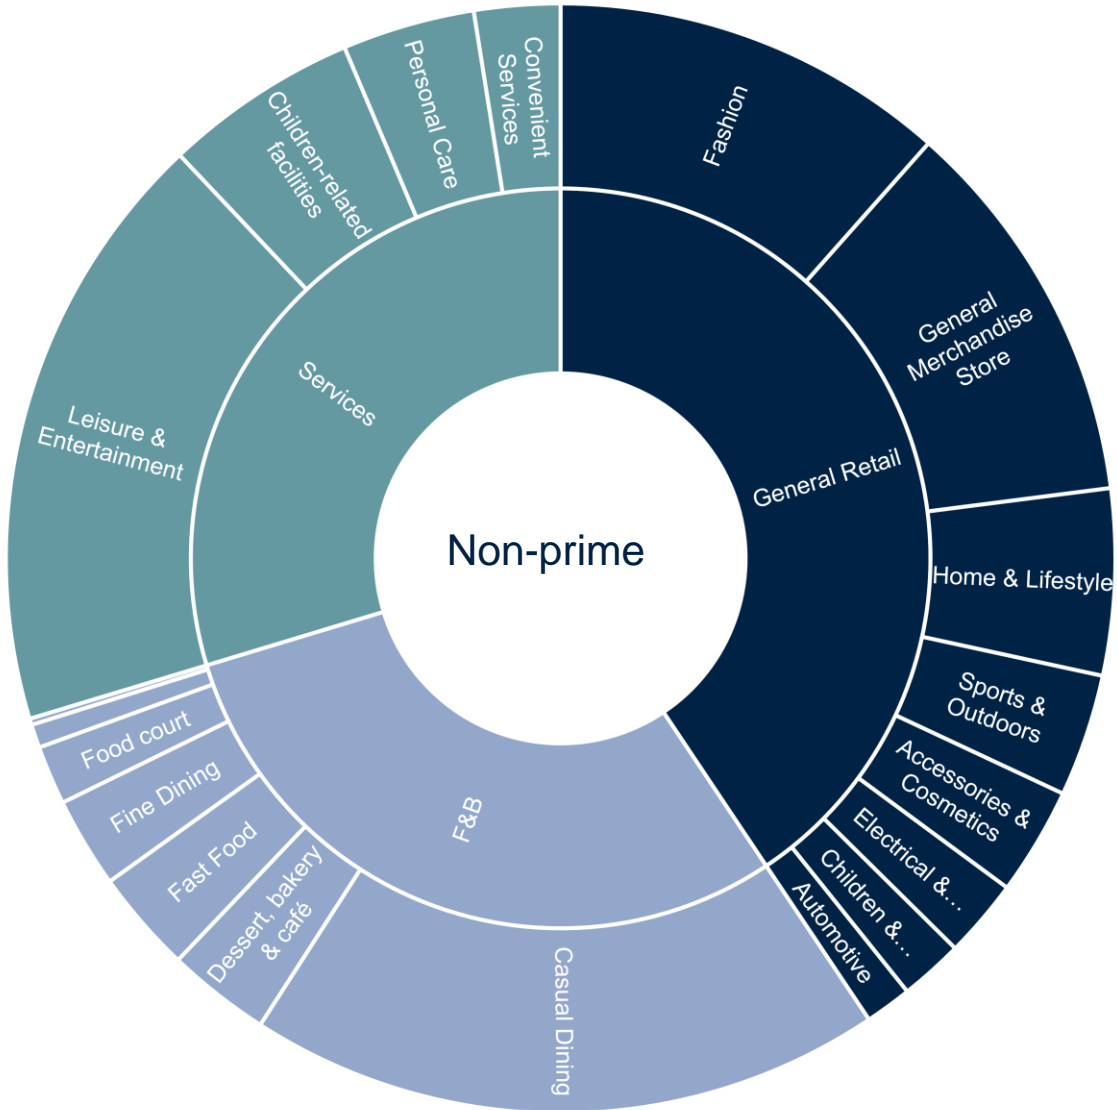 Non-prime
General Retail
Fashion
General
Merchandise
Store
Home & Lifestyle
Sports &
Outdoors
Accessories &
Cosmetics
Electrical &...
Children &...
Automotive
F&B
Casual Dining
Dessert, bakery
& café
Fast Food
Fine Dining
Food court
Services
Leisure &
Entertainment
Children-related
facilities
Personal Care
Convenient
Services